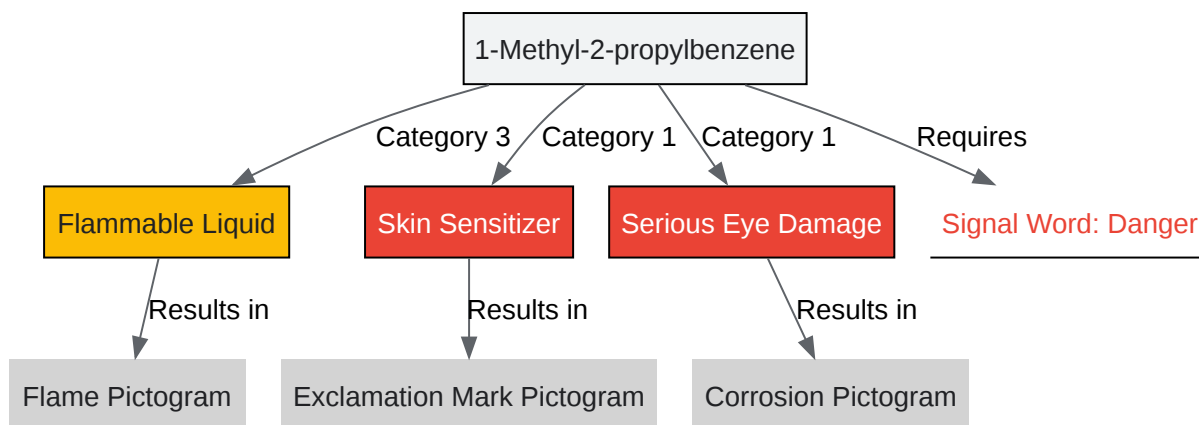 1-Methyl-2-propylbenzene
Category 3
Category 1
Category 1
Requires
Flammable Liquid
Skin Sensitizer
Serious Eye Damage
Signal Word: Danger
Results in
Results in
Results in
Flame Pictogram
Exclamation Mark Pictogram
Corrosion Pictogram